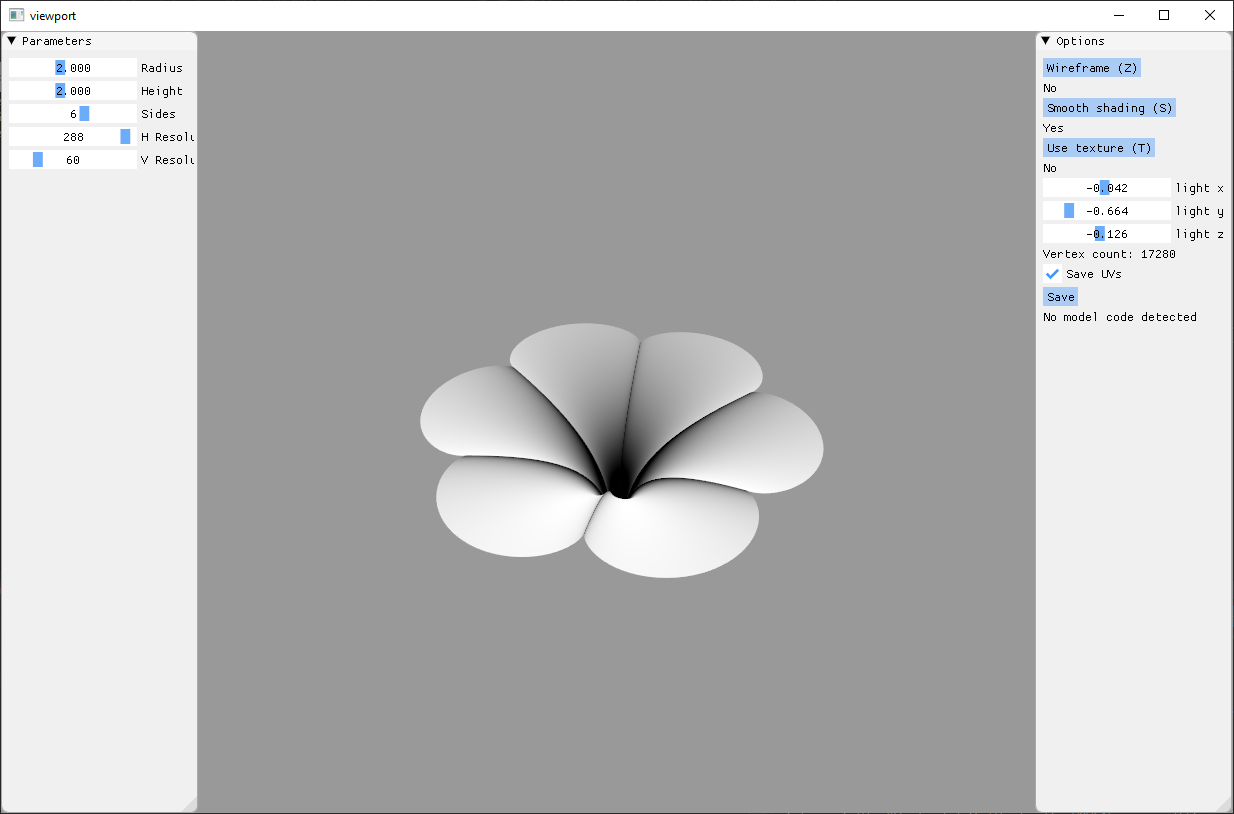 viewport
Parameters
2.000 Radius
2.000 Height
6 Sides
288 H Resolu
60 V Resolu
Options
Wireframe (Z)
No
Smooth shading (S)
Yes
Use texture (T)
No
-0.042 light x
-0.664 light y
-0.126 light z
Vertex count: 17280
Save UVs
Save
No model code detected